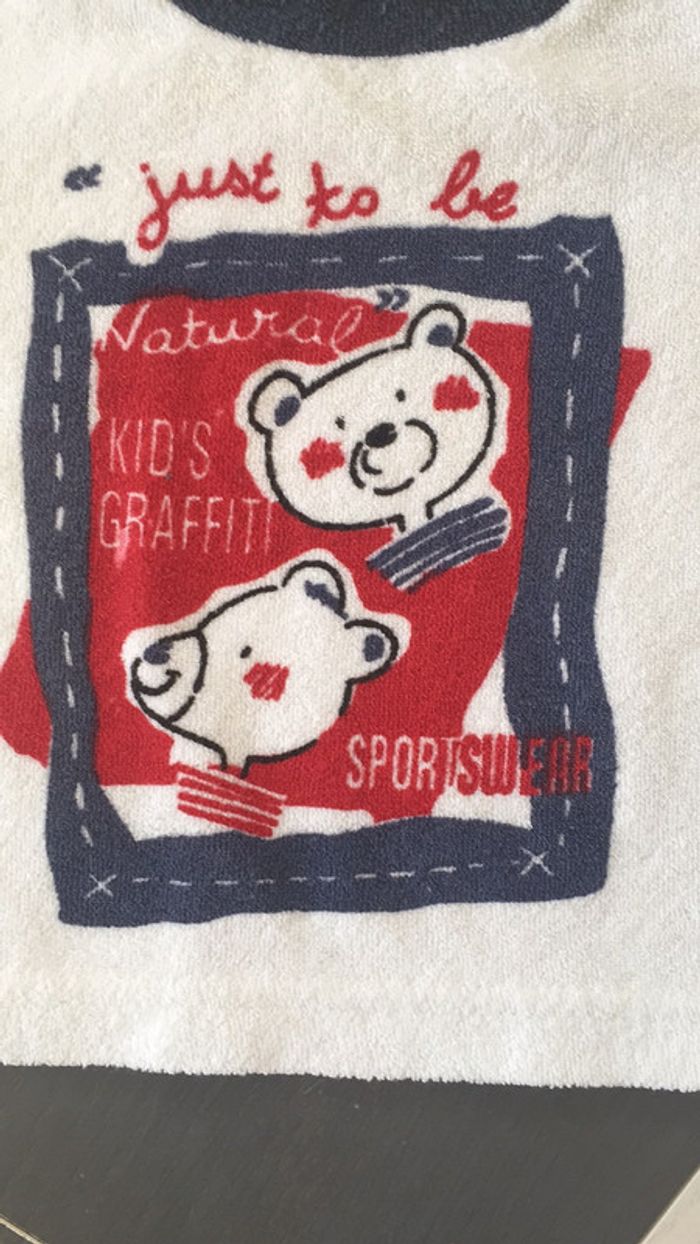 “ just to be
Natural ”
KID'S
GRAFFITI
SPORTSWEAR